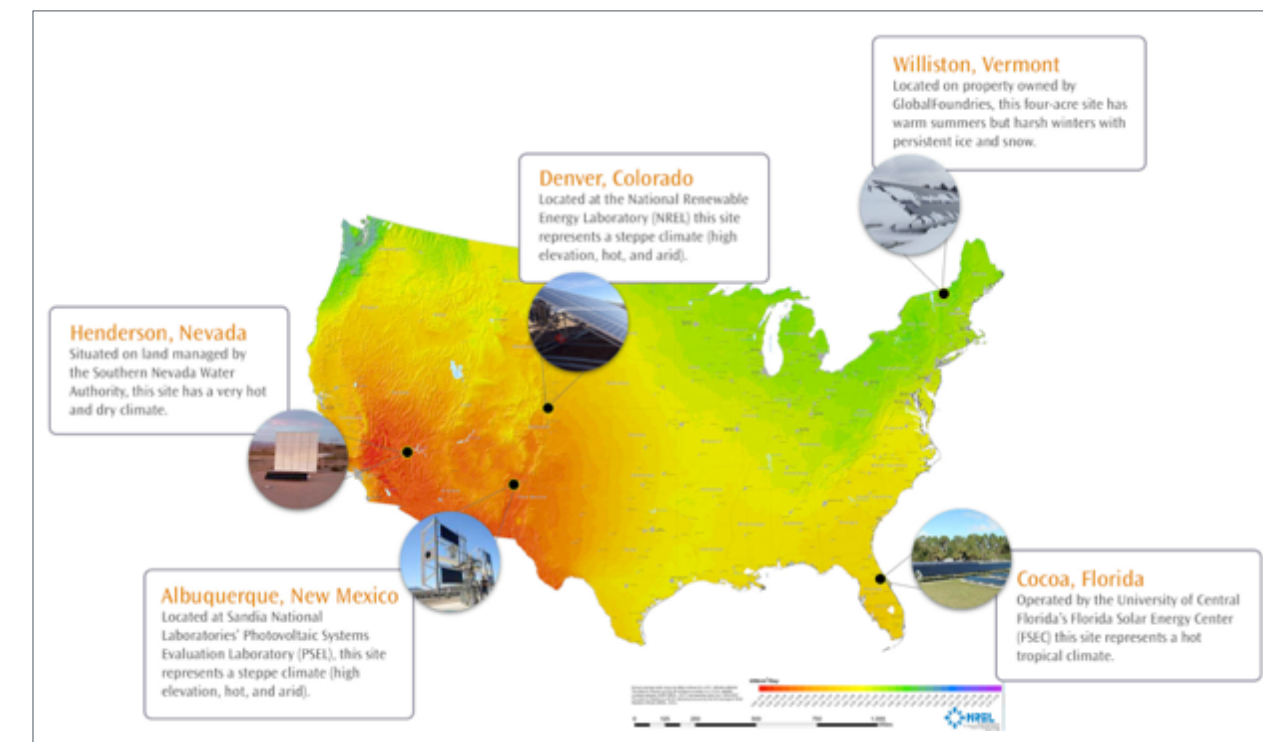 Williston, Vermont
Located on property owned by
GlobalFoundries, this four-acre site has
warm summers but harsh winters with
persistent ice and snow.
Denver, Colorado
Located at the National Renewable
Energy Laboratory (NREL) this site
represents a steppe climate (high
elevation, hot, and arid).
Henderson, Nevada
Situated on land managed by
the Southern Nevada Water
Authority, this site has a very hot
and dry climate.
Albuquerque, New Mexico
Located at Sandia National
Laboratories' Photovoltaic Systems
Evaluation Laboratory (PSEL), this site
represents a steppe climate (high
elevation, hot, and arid).
Cocoa, Florida
Operated by the University of Central
Florida's Florida Solar Energy Center
(FSEC) this site represents a hot
tropical climate.
NREL